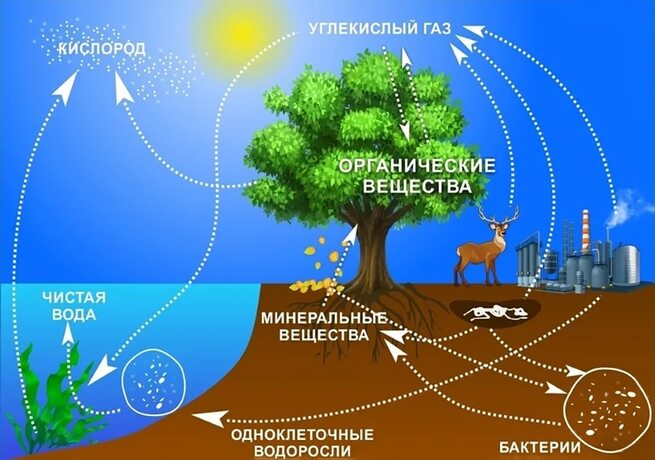 УГЛЕКИСЛЫЙ ГАЗ
КИСЛОРОД
ОРГАНИЧЕСКИЕ
ВЕЩЕСТВА
ЧИСТАЯ
ВОДА
МИНЕРАЛЬНЫЕ
ВЕЩЕСТВА
ОДНОКЛЕТОЧНЫЕ
ВОДОРОСЛИ
БАКТЕРИИ